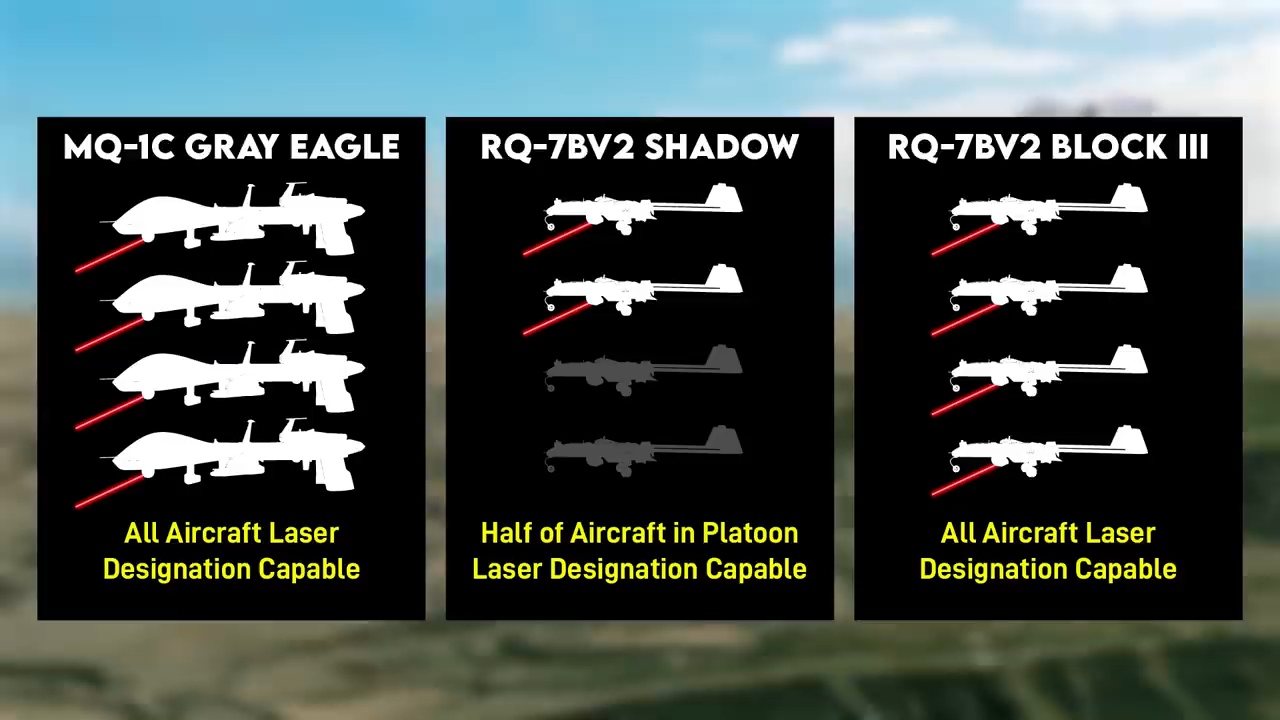 MQ-1C GRAY EAGLE
All Aircraft Laser
Designation Capable
RQ-7BV2 SHADOW
Half of Aircraft in Platoon
Laser Designation Capable
RQ-7BV2 BLOCK III
All Aircraft Laser
Designation Capable